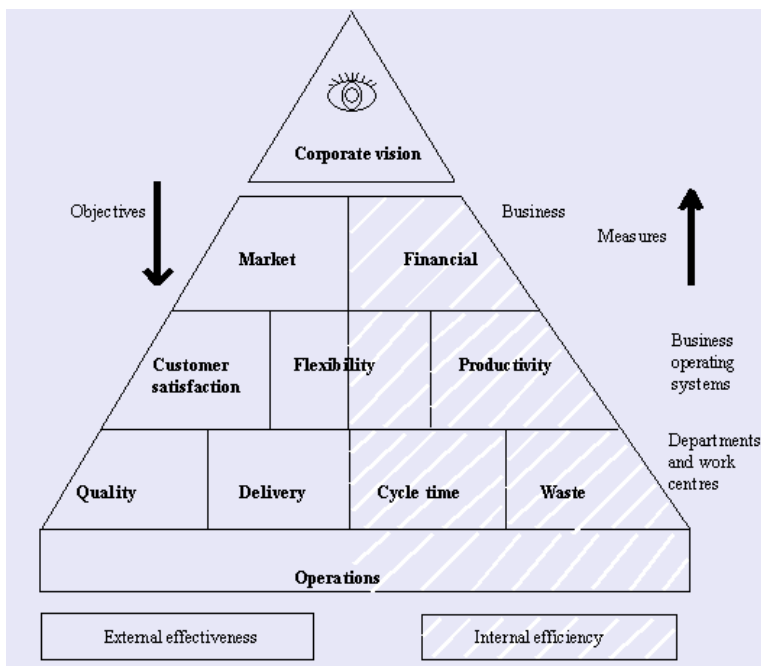 Corporate vision
Objectives
Business
Measures
Market
Financial
Customer
satisfaction
Flexibility
Productivity
Business
operating
systems
Departments
and work
centres
Quality
Delivery
Cycle time
Waste
Operations
External effectiveness
Internal efficiency